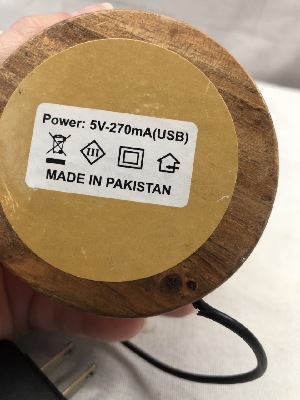 Power: 5V-270mA(USB)
III
MADE IN PAKISTAN